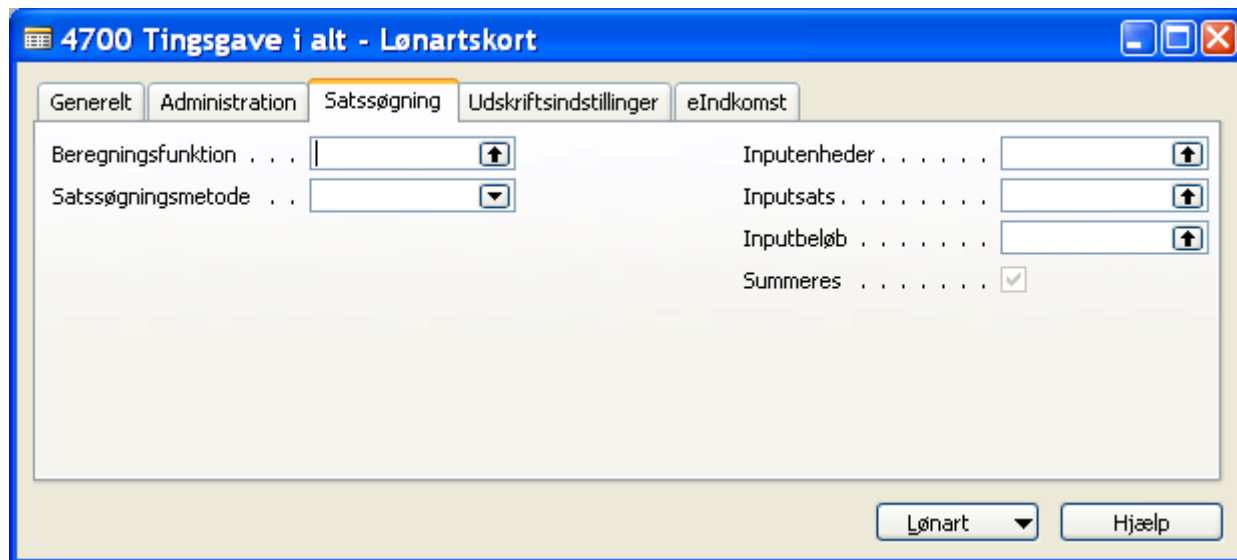 4700 Tingsgave i alt - Lønartskort
Generelt Administration Satssøgning Udskriftsindstillinger eIndkomst
Beregningsfunktion . . . Inputenheder . . . . . .
Satssøgningsmetode . . Inputsats . . . . . . . .
Inputbeløb . . . . . . .
Summeres . . . . . . .
Lønart Hjælp